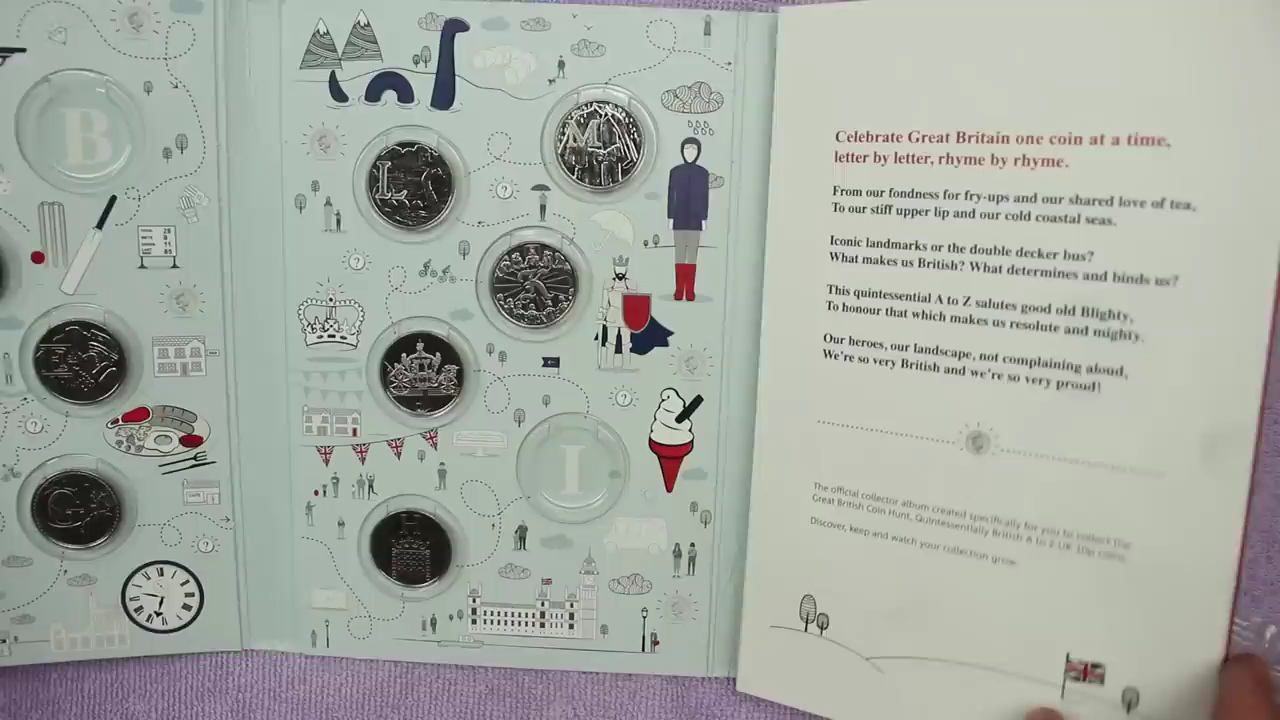 B
E
G
L
M
I
H
Celebrate Great Britain one coin at a time,
letter by letter, rhyme by rhyme.
From our fondness for fry-ups and our shared love of tea,
To our stiff upper lip and our cold coastal seas.
Iconic landmarks or the double decker bus?
What makes us British? What determines and binds us?
This quintessential A to Z salutes good old Blighty,
To honour that which makes us resolute and mighty.
Our heroes, our landscape, not complaining aloud,
We're so very British and we're so very proud!
The official collector album created specifically for you to collect the
Great British Coin Hunt, Quintessentially British A to Z UK 10p coins.
Discover, keep and watch your collection grow.